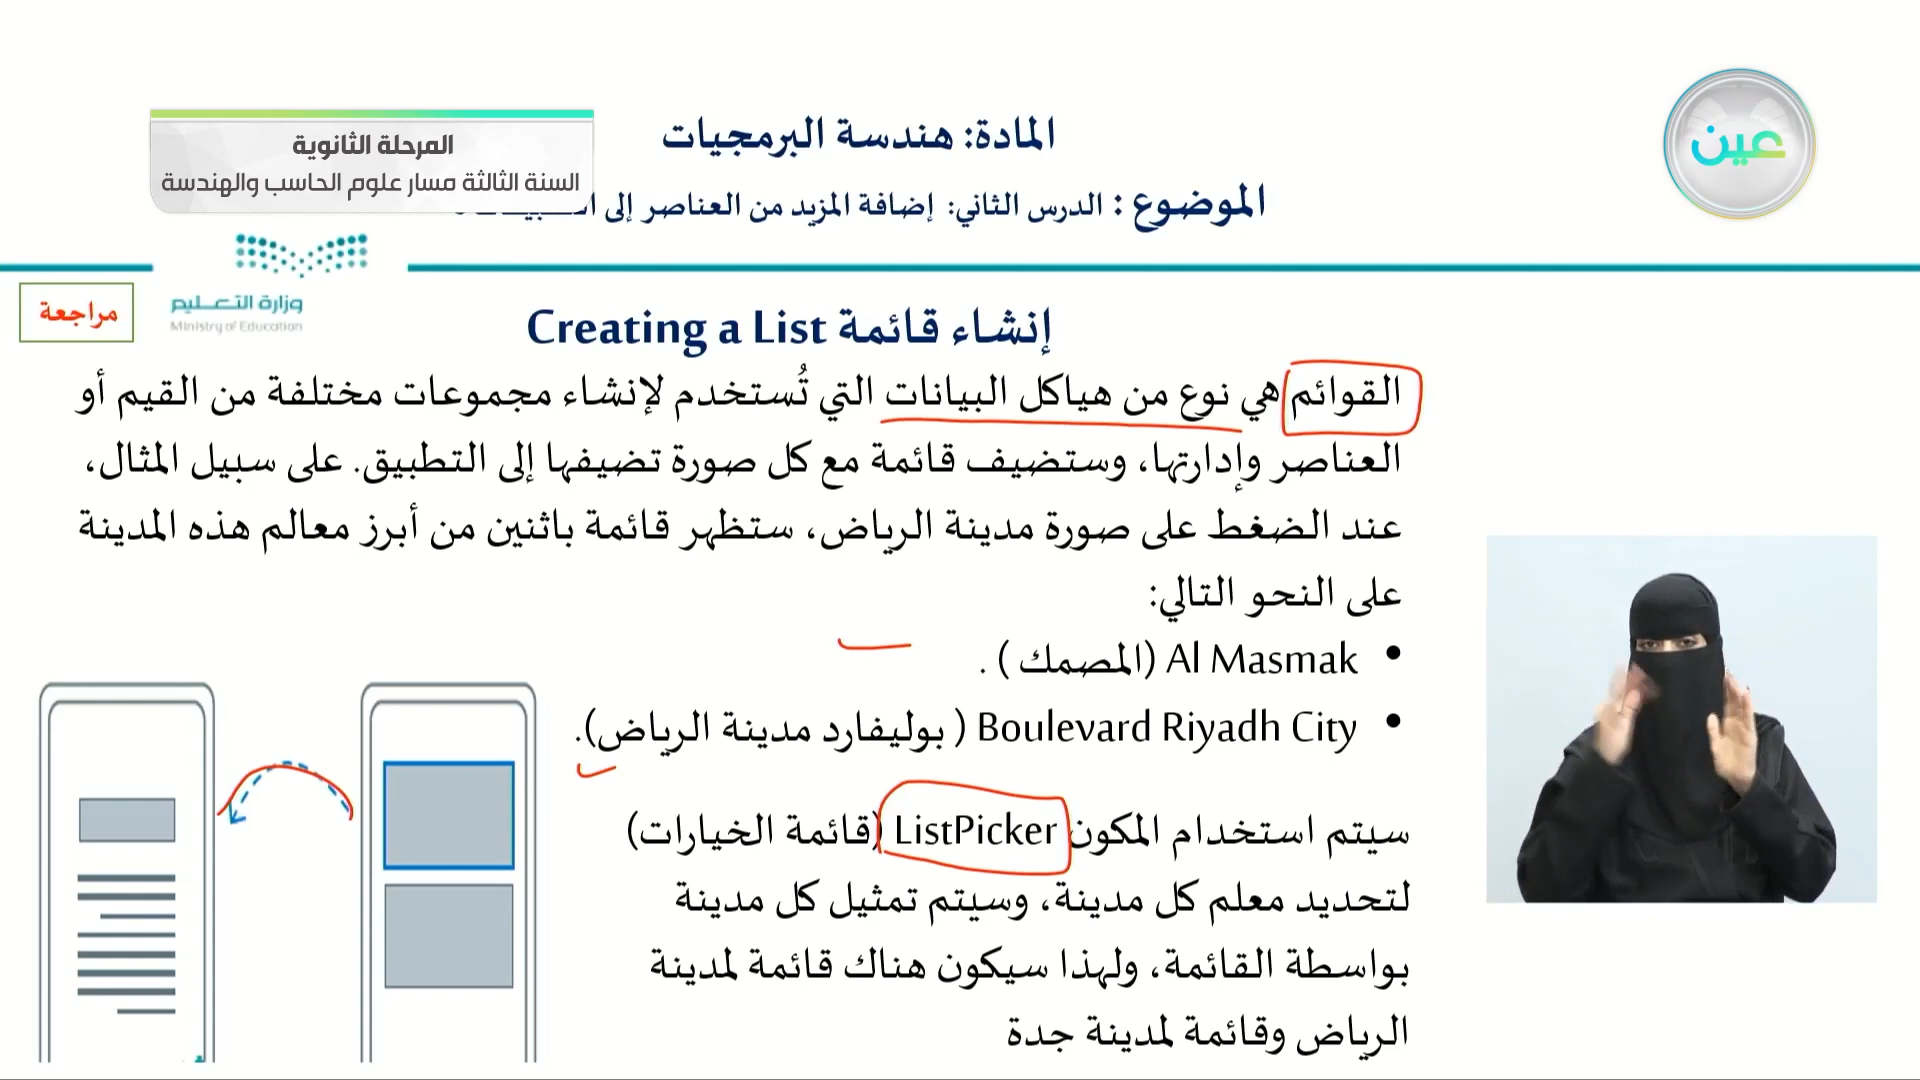 المادة: هندسة البرمجيات
المرحلة الثانوية
السنة الثالثة مسار علوم الحاسب والهندسة
الموضوع : الدرس الثاني: إضافة المزيد من العناصر إلى
عين
وزارة التعليم
Ministry of Education
مراجعة
إنشاء قائمة Creating a List
القوائم هي نوع من هياكل البيانات التي تُستخدم لإنشاء مجموعات مختلفة من القيم أو
العناصر وإدارتها، وستضيف قائمة مع كل صورة تضيفها إلى التطبيق. على سبيل المثال،
عند الضغط على صورة مدينة الرياض، ستظهر قائمة باثنين من أبرز معالم هذه المدينة
على النحو التالي:
• Al Masmak (المصمك ) .
• Boulevard Riyadh City ( بوليفارد مدينة الرياض).
سيتم استخدام المكون ListPicker (قائمة الخيارات)
لتحديد معلم كل مدينة، وسيتم تمثيل كل مدينة
بواسطة القائمة، ولهذا سيكون هناك قائمة لمدينة
الرياض وقائمة لمدينة جدة